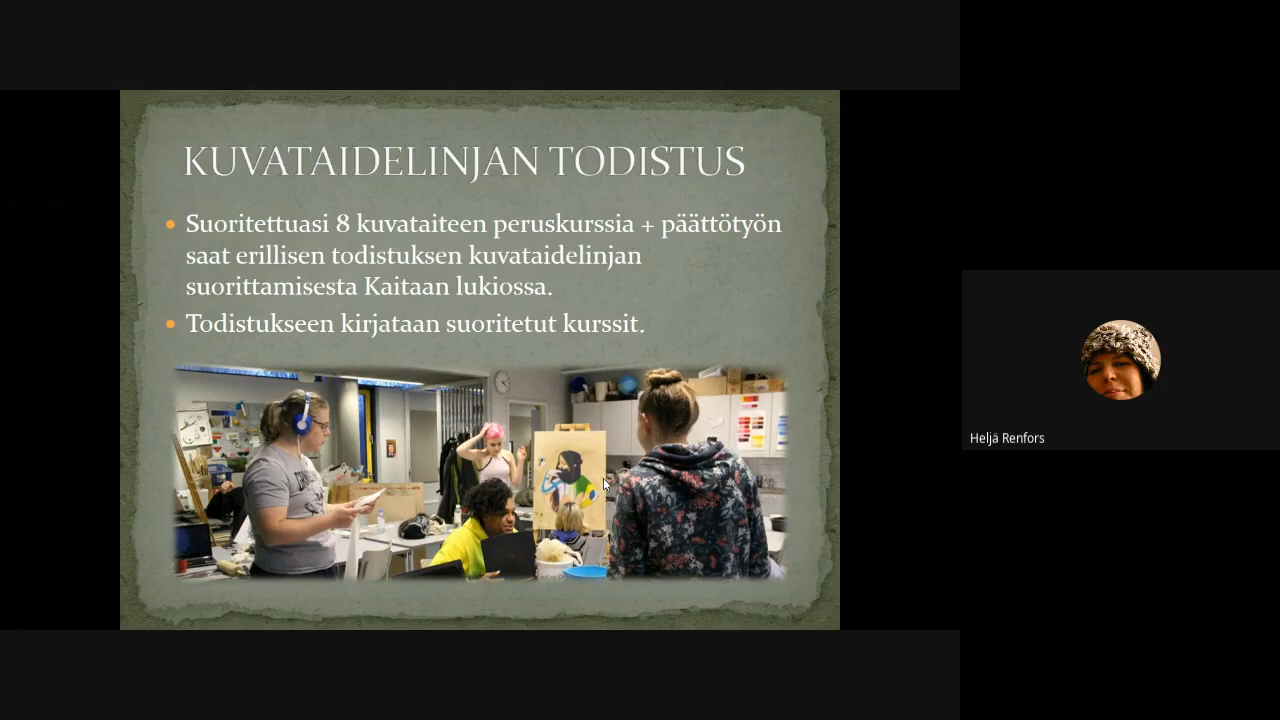 KUVATAIDELINJAN TODISTUS
• Suoritettuasi 8 kuvataiteen peruskurssia + päättötyön
saat erillisen todistuksen kuvataidelinjan
suorittamisesta Kaitaan lukiossa.
• Todistukseen kirjataan suoritetut kurssit.
Heljä Renfors